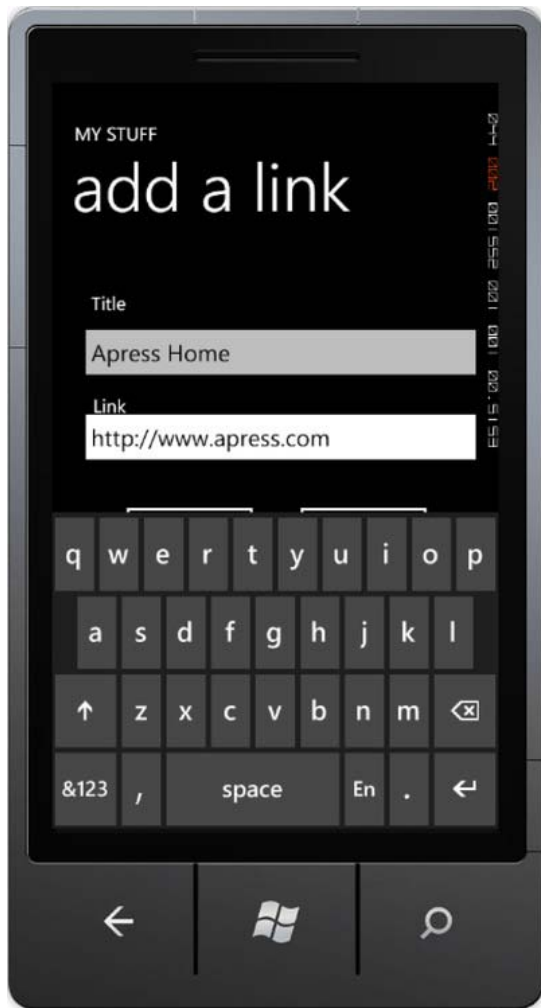 MY STUFF
add a link
Title
Apress Home
Link
http://www.apress.com
q w e r t y u i o p
a s d f g h j k l
z x c v b n m
&123 , space En .